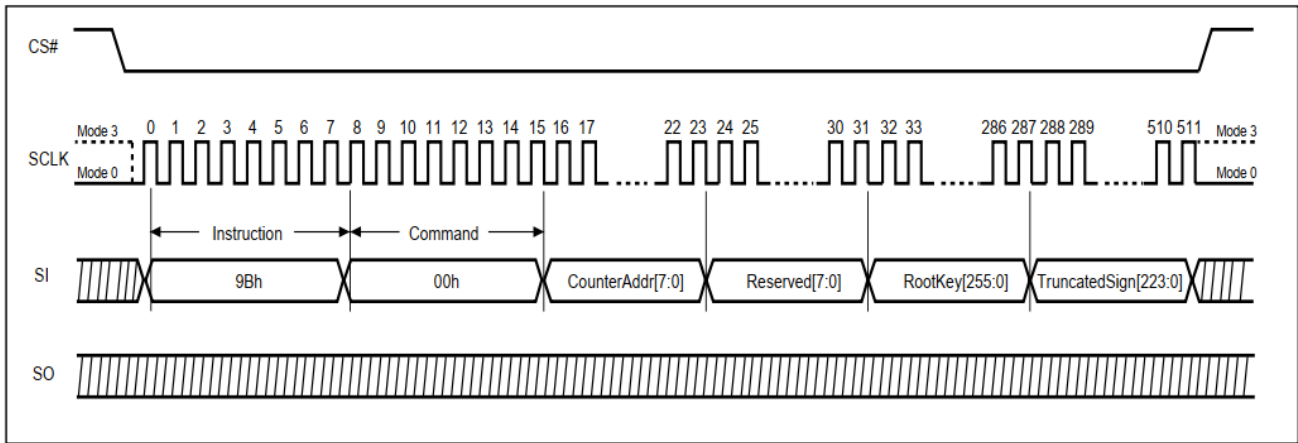 CS#
0 1 2 3 4 5 6 7 8 9 10 11 12 13 14 15 16 17 22 23 24 25 30 31 32 33 286 287 288 289 510 511
Mode 3 Mode 3
SCLK
Mode 0 Mode 0
Instruction Command
SI 9Bh 00h CounterAddr[7:0] Reserved[7:0] RootKey[255:0] TruncatedSign[223:0]
SO